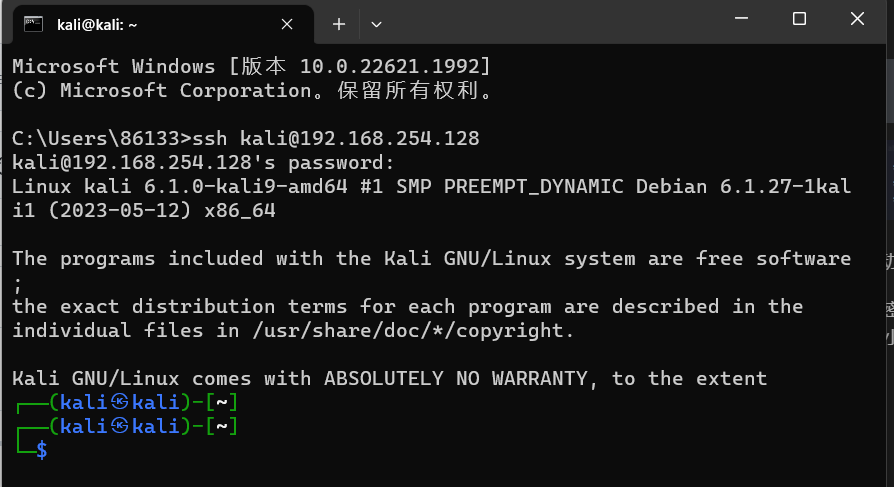 kali@kali: ~
Microsoft Windows [版本 10.0.22621.1992]
(c) Microsoft Corporation。保留所有权利。
C:\Users\86133>ssh kali@192.168.254.128
kali@192.168.254.128's password:
Linux kali 6.1.0-kali9-amd64 #1 SMP PREEMPT_DYNAMIC Debian 6.1.27-1kal
i1 (2023-05-12) x86_64
The programs included with the Kali GNU/Linux system are free software
;
the exact distribution terms for each program are described in the
individual files in /usr/share/doc/*/copyright.
Kali GNU/Linux comes with ABSOLUTELY NO WARRANTY, to the extent
┌──(kali㉿kali)-[~]
┌──(kali㉿kali)-[~]
└─$